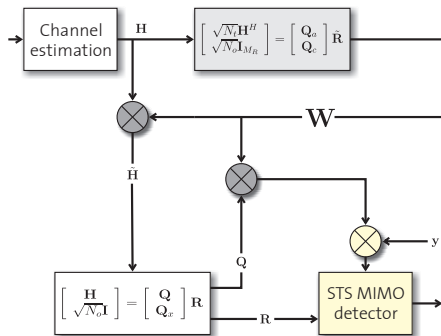 Channel
estimation
H
[ √N_t H^H ; √N_o I_{M_R} ] = [ Q_a ; Q_c ] R̃
W
H̃
Q
y
[ H ; √N_o I ] = [ Q ; Q_x ] R
R
STS MIMO
detector